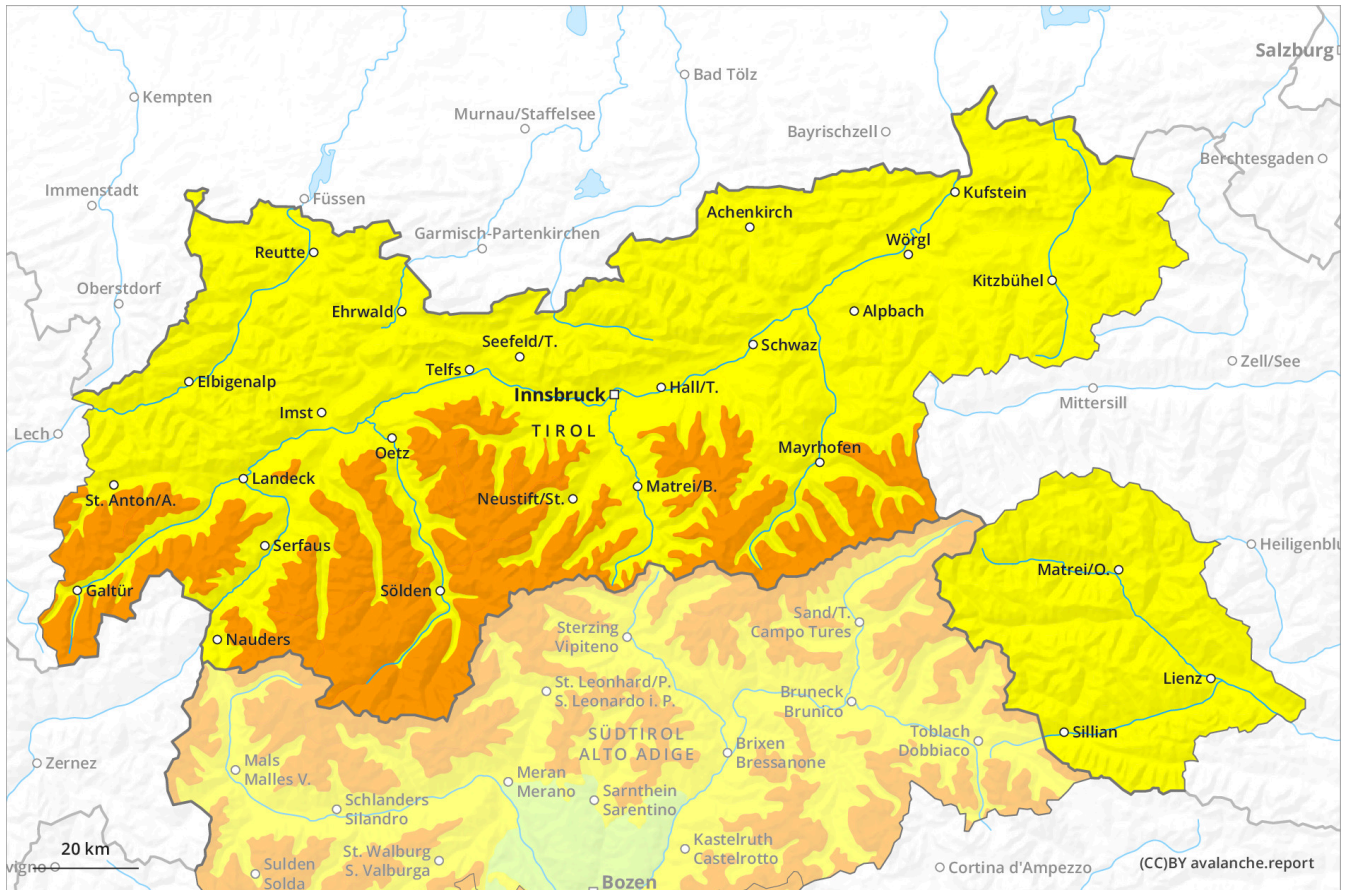 Salzburg
Bad Tölz
Kempten
Murnau/Staffelsee
Bayrischzell
Berchtesgaden
Immenstadt
Füssen
Kufstein
Achenkirch
Garmisch-Partenkirchen
Wörgl
Reutte
Kitzbühel
Oberstdorf
Ehrwald
Alpbach
Seefeld/T.
Schwaz
Zell/See
Telfs
Elbigenalp
Hall/T.
Innsbruck
Mittersill
Imst
TIROL
Lech
Mayrhofen
Oetz
Landeck
Matrei/B.
St. Anton/A.
Neustift/St.
Serfaus
Heiligenblu
Matrei/O.
Galtür
Sölden
Sand/T.
Campo Tures
Sterzing
Vipiteno
Nauders
Lienz
St. Leonhard/P.
S. Leonardo i. P.
Bruneck
Brunico
SÜDTIROL
ALTO ADIGE
Toblach
Dobbiaco
Sillian
Brixen
Bressanone
Zernez
Mals
Malles V.
Meran
Merano
Sarnthein
Sarentino
Schlanders
Silandro
Kastelruth
Castelrotto
20 km
St. Walburg
S. Valburga
vigno
Sulden
Solda
Cortina d'Ampezzo
(CC)BY avalanche.report
Bozen